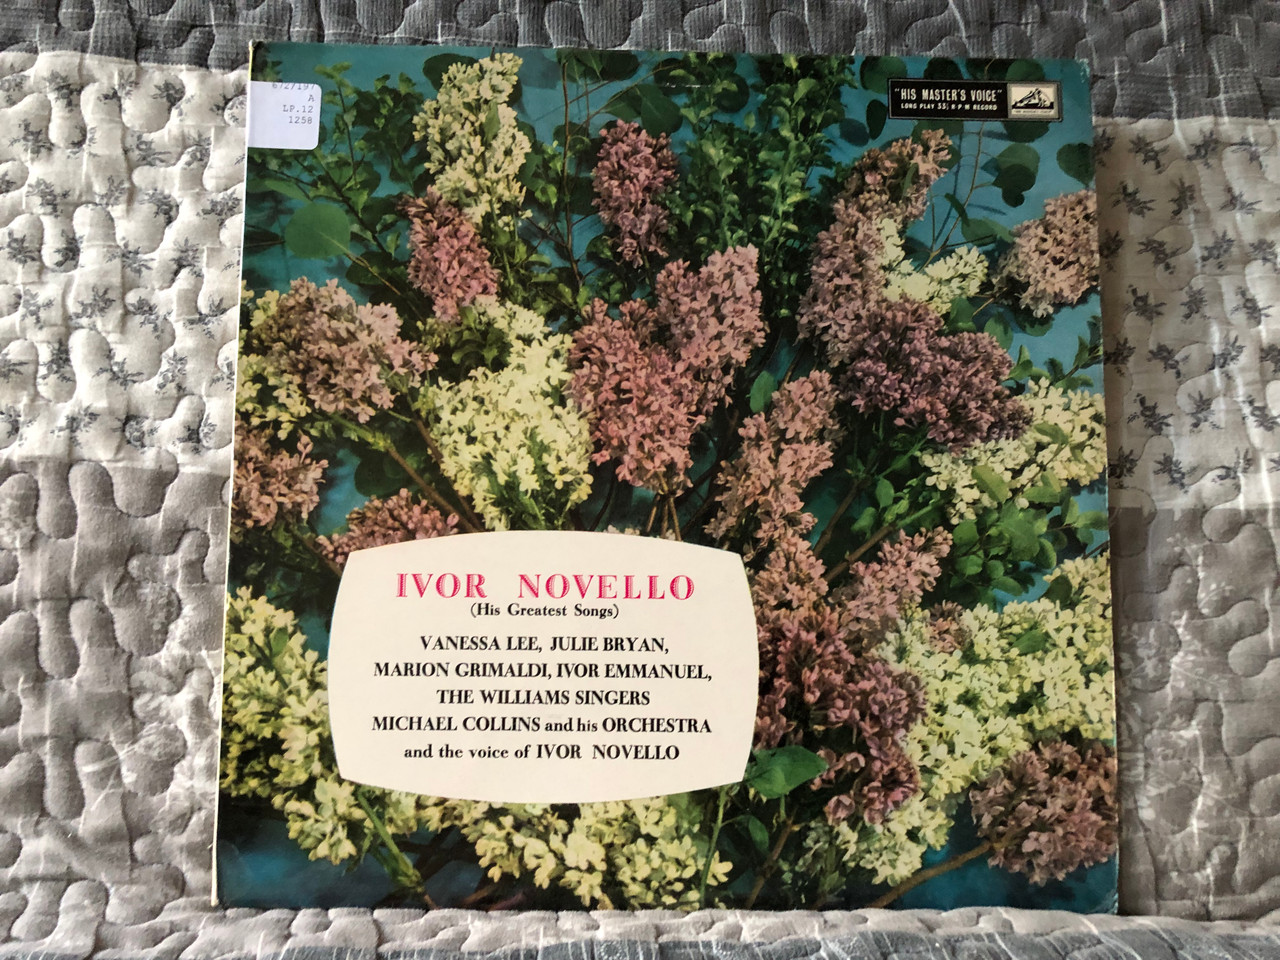 6727197
A
LP.12
1258
"HIS MASTER'S VOICE"
LONG PLAY 33⅓ R P M RECORD
IVOR NOVELLO
(His Greatest Songs)
VANESSA LEE, JULIE BRYAN,
MARION GRIMALDI, IVOR EMMANUEL,
THE WILLIAMS SINGERS
MICHAEL COLLINS and his ORCHESTRA
and the voice of IVOR NOVELLO